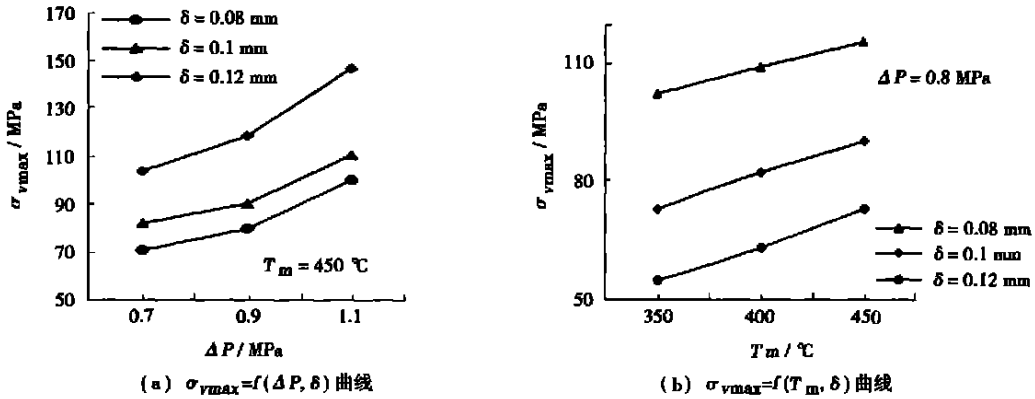 170
150
130
110
90
70
50
σvmax / MPa
δ = 0.08 mm
δ = 0.1 mm
δ = 0.12 mm
Tm = 450 ℃
0.7 0.9 1.1
ΔP / MPa
(a) σvmax=f(ΔP, δ) 曲线
110
80
50
σvmax / MPa
ΔP = 0.8 MPa
δ = 0.08 mm
δ = 0.1 mm
δ = 0.12 mm
350 400 450
Tm / ℃
(b) σvmax=f(Tm, δ) 曲线